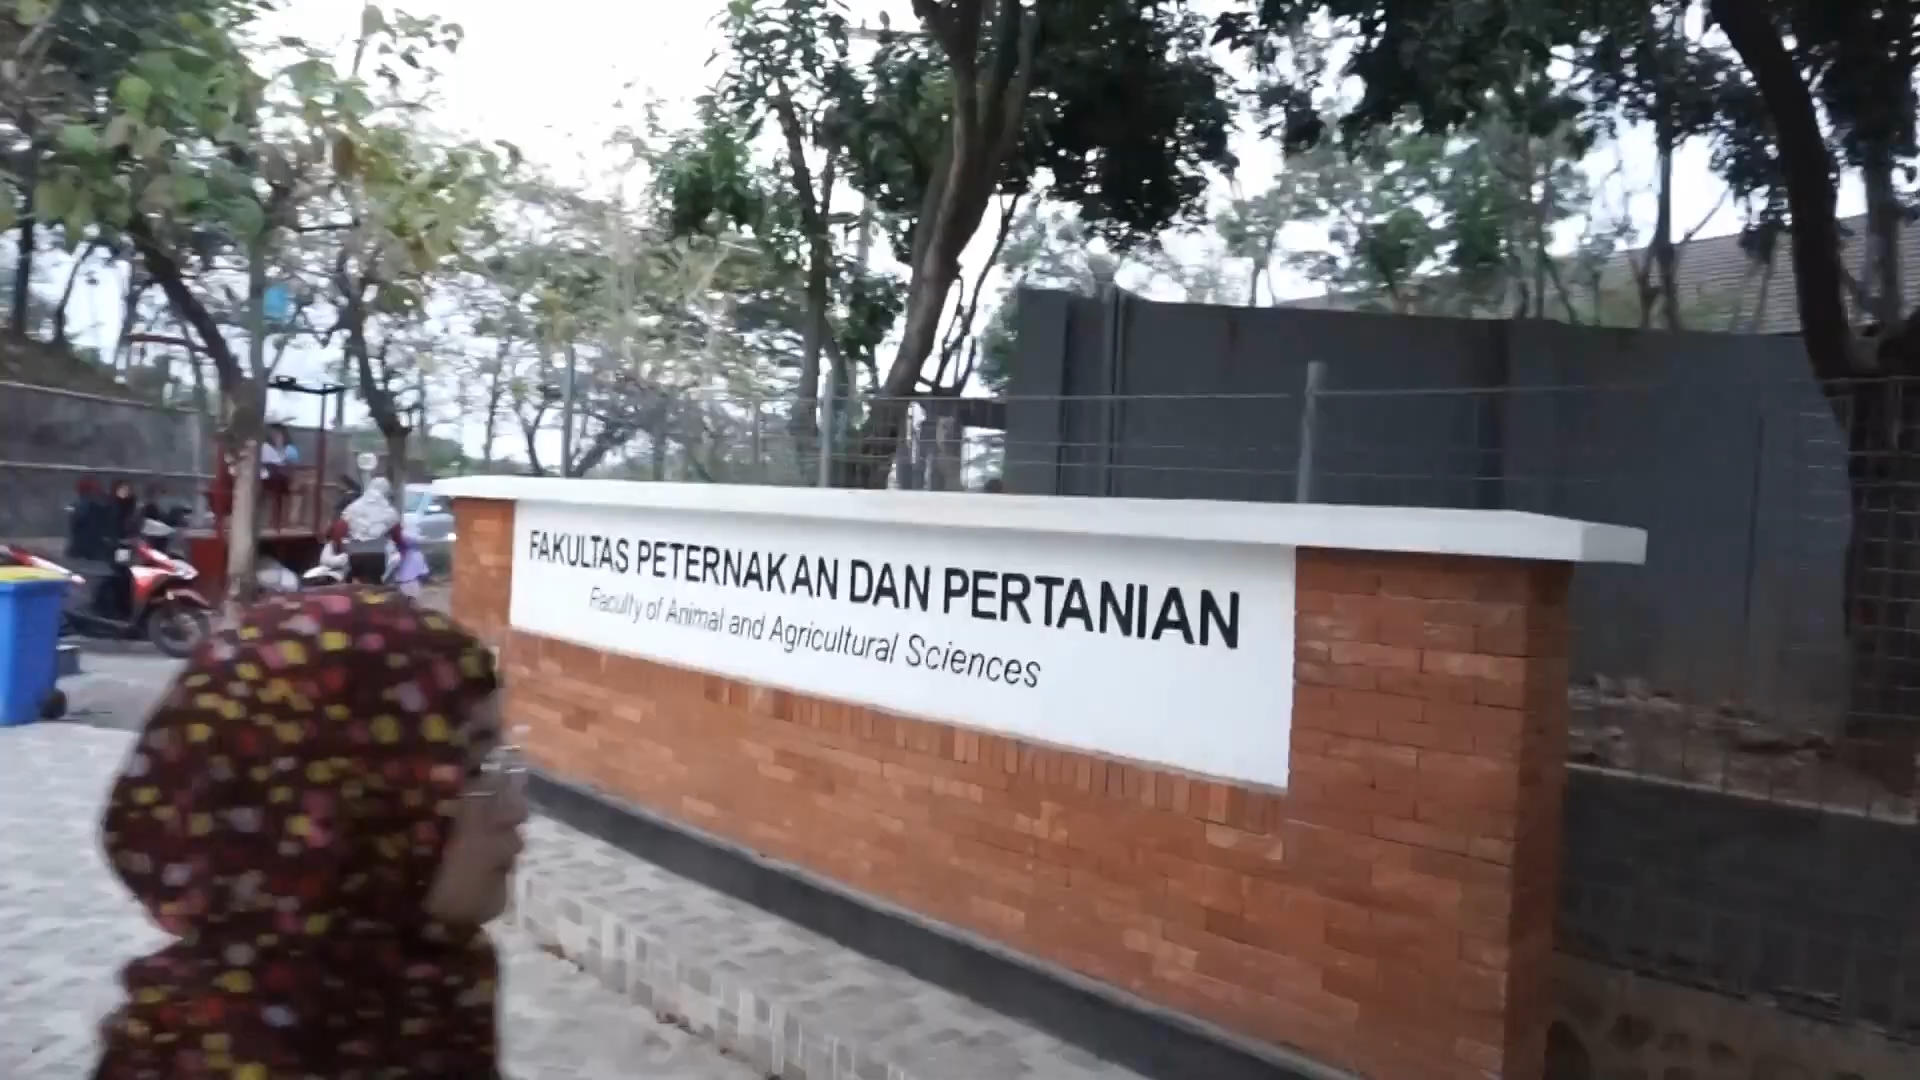 FAKULTAS PETERNAKAN DAN PERTANIAN
Faculty of Animal and Agricultural Sciences